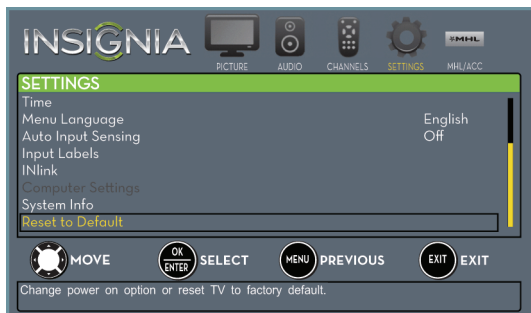 INSIGNIA
PICTURE AUDIO CHANNELS SETTINGS MHL MHL/ACC
SETTINGS
Time
Menu Language English
Auto Input Sensing Off
Input Labels
INlink
Computer Settings
System Info
Reset to Default
MOVE OK ENTER SELECT MENU PREVIOUS EXIT EXIT
Change power on option or reset TV to factory default.